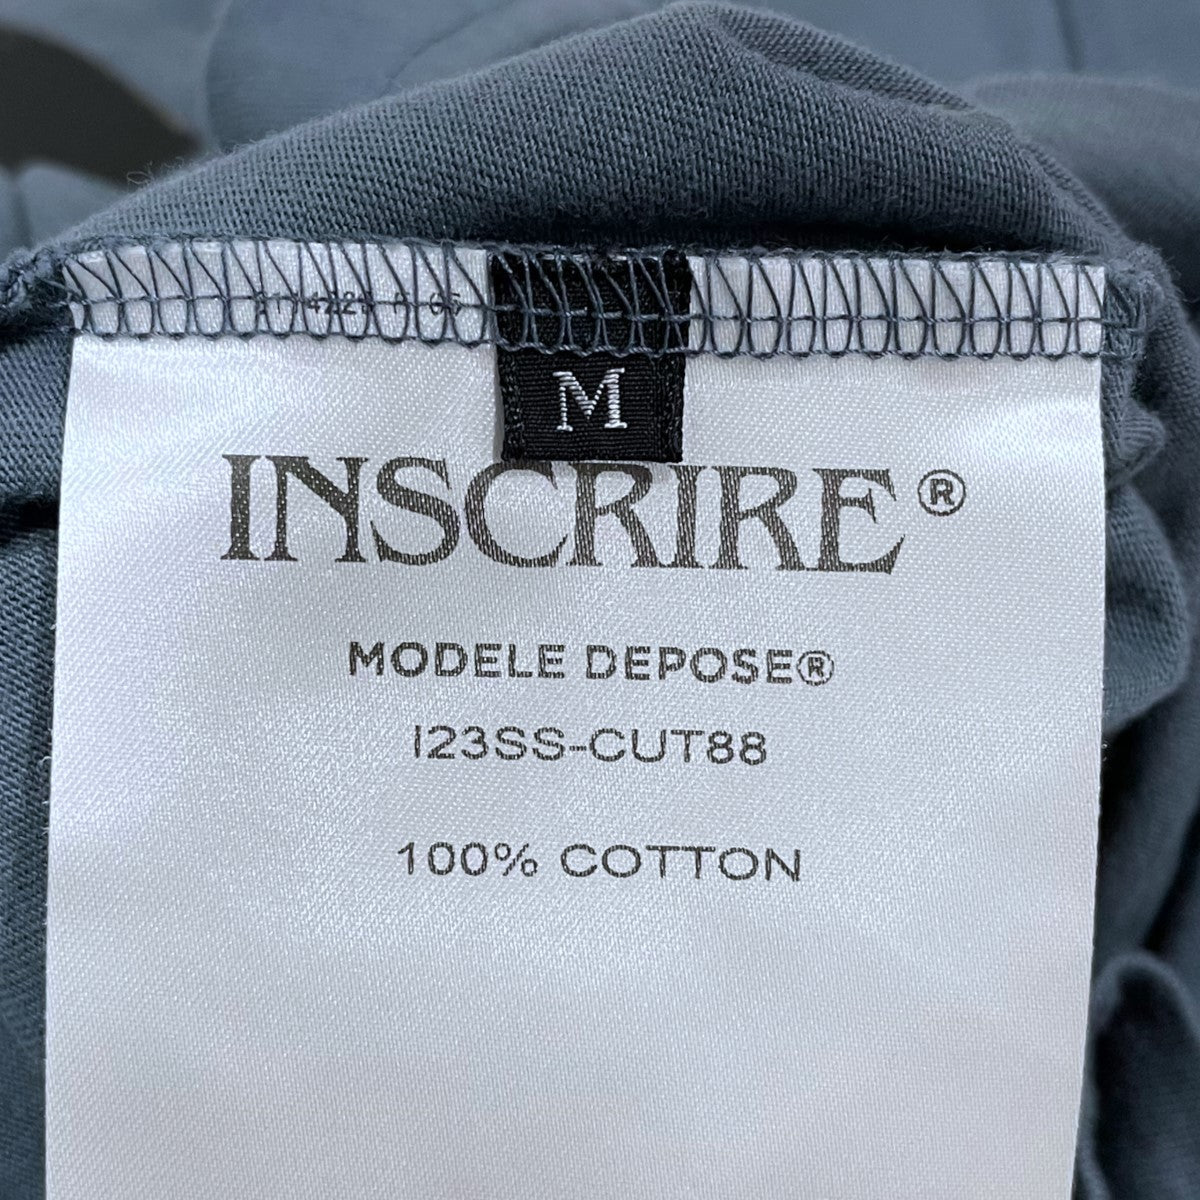 M
INSCRIRE®
MODELE DEPOSE®
I23SS-CUT88
100% COTTON